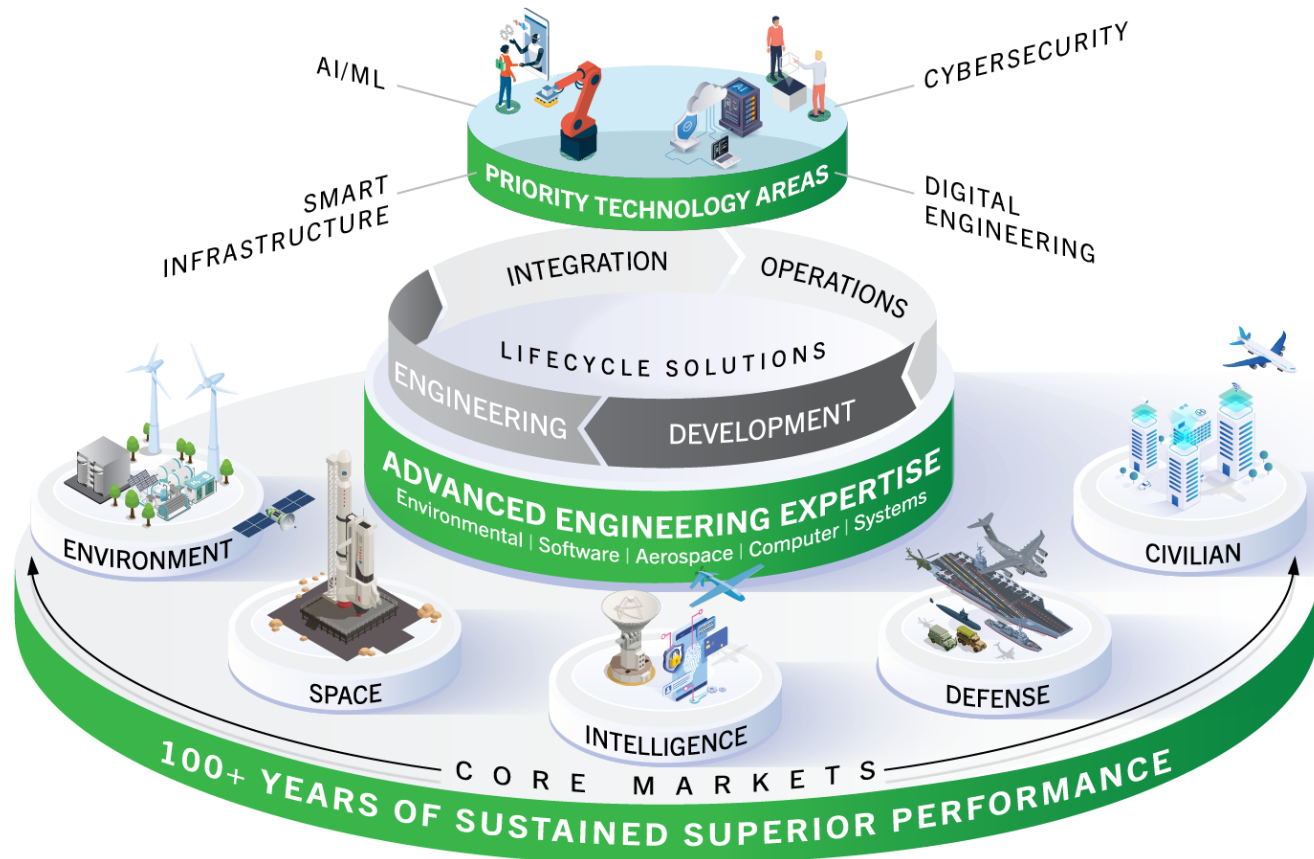 AI/ML
CYBERSECURITY
SMART
INFRASTRUCTURE
DIGITAL
ENGINEERING
AI
PRIORITY TECHNOLOGY AREAS
INTEGRATION
OPERATIONS
LIFECYCLE SOLUTIONS
ENGINEERING
DEVELOPMENT
ADVANCED ENGINEERING EXPERTISE
Environmental | Software | Aerospace | Computer | Systems
ENVIRONMENT
SPACE
INTELLIGENCE
DEFENSE
CIVILIAN
CORE MARKETS
100+ YEARS OF SUSTAINED SUPERIOR PERFORMANCE